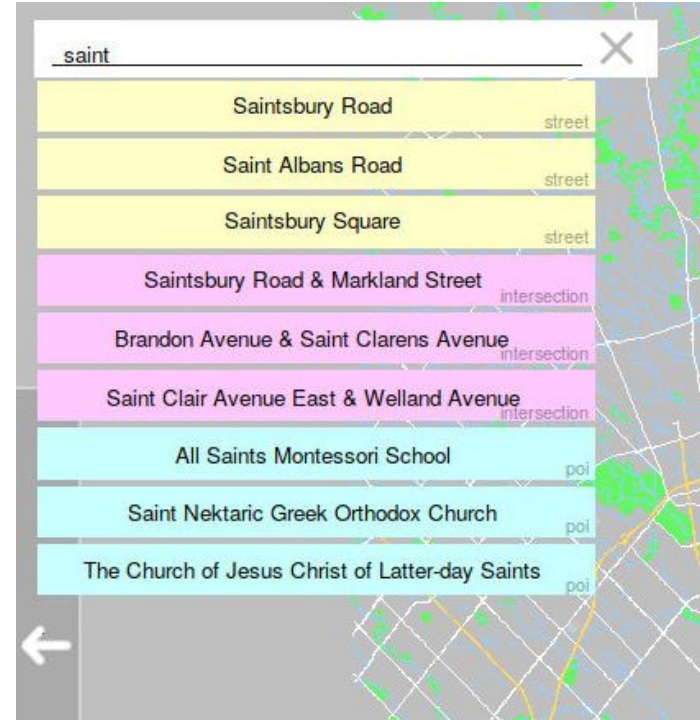 saint
Saintsbury Road
street
Saint Albans Road
street
Saintsbury Square
street
Saintsbury Road & Markland Street
intersection
Brandon Avenue & Saint Clarens Avenue
intersection
Saint Clair Avenue East & Welland Avenue
intersection
All Saints Montessori School
poi
Saint Nektaric Greek Orthodox Church
poi
The Church of Jesus Christ of Latter-day Saints
poi